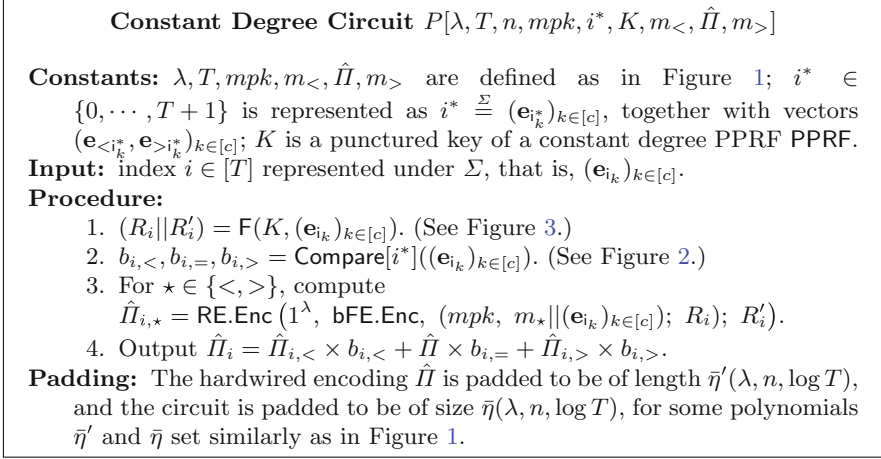 Constant Degree Circuit P[λ, T, n, mpk, i*, K, m_<, Π̂, m_>]
Constants: λ, T, mpk, m_<, Π̂, m_> are defined as in Figure 1; i* ∈
{0, ··· , T + 1} is represented as i* Σ= (e_{i*_k})_{k∈[c]}, together with vectors
(e_{<i*_k}, e_{>i*_k})_{k∈[c]}; K is a punctured key of a constant degree PPRF PPRF.
Input: index i ∈ [T] represented under Σ, that is, (e_{i_k})_{k∈[c]}.
Procedure:
1. (R_i||R'_i) = F(K, (e_{i_k})_{k∈[c]}). (See Figure 3.)
2. b_{i,<}, b_{i,=}, b_{i,>} = Compare[i*]((e_{i_k})_{k∈[c]}). (See Figure 2.)
3. For ⋆ ∈ {<, >}, compute
Π̂_{i,⋆} = RE.Enc(1^λ, bFE.Enc, (mpk, m_⋆||(e_{i_k})_{k∈[c]}); R_i); R'_i).
4. Output Π̂_i = Π̂_{i,<} × b_{i,<} + Π̂ × b_{i,=} + Π̂_{i,>} × b_{i,>}.
Padding: The hardwired encoding Π̂ is padded to be of length η̄'(λ, n, log T),
and the circuit is padded to be of size η̄(λ, n, log T), for some polynomials
η̄' and η̄ set similarly as in Figure 1.